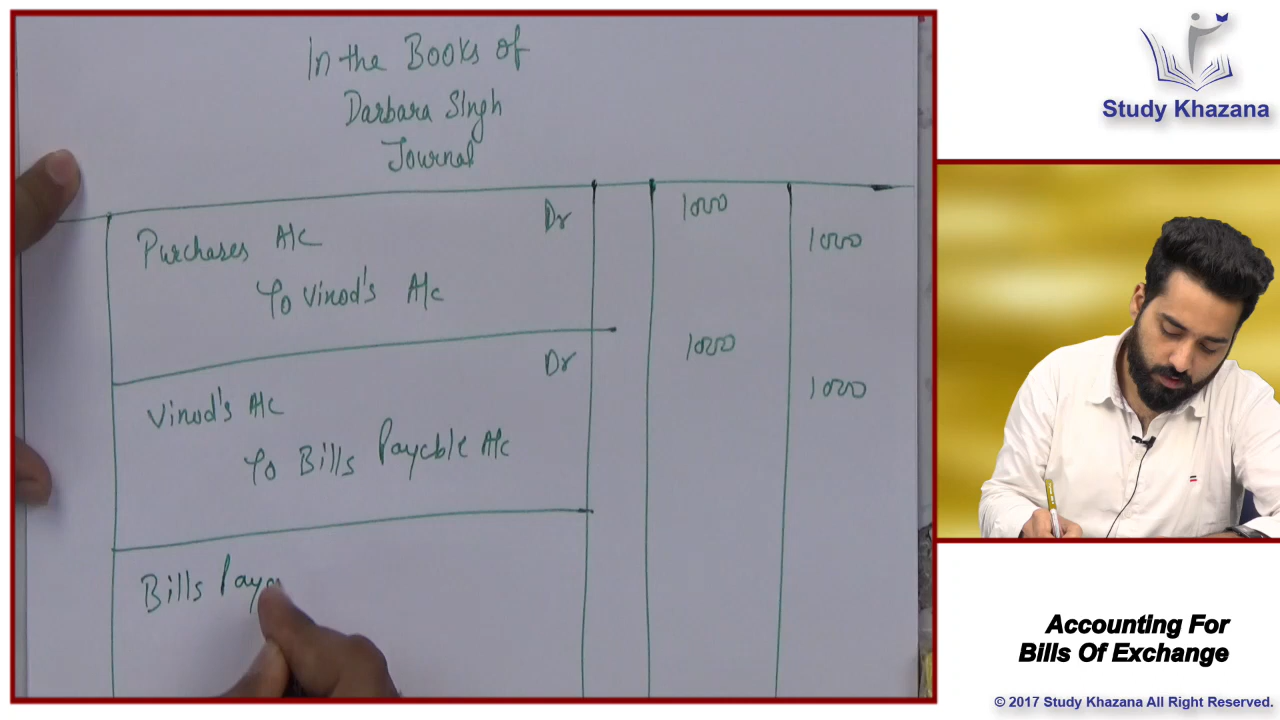 In the Books of
Darbara Singh
Journal
Purchases A/c Dr 1000
To Vinod's A/c 1000
Vinod's A/c Dr 1000
To Bills Payable A/c 1000
Bills Paya
Study Khazana
Accounting For
Bills Of Exchange
© 2017 Study Khazana All Right Reserved.